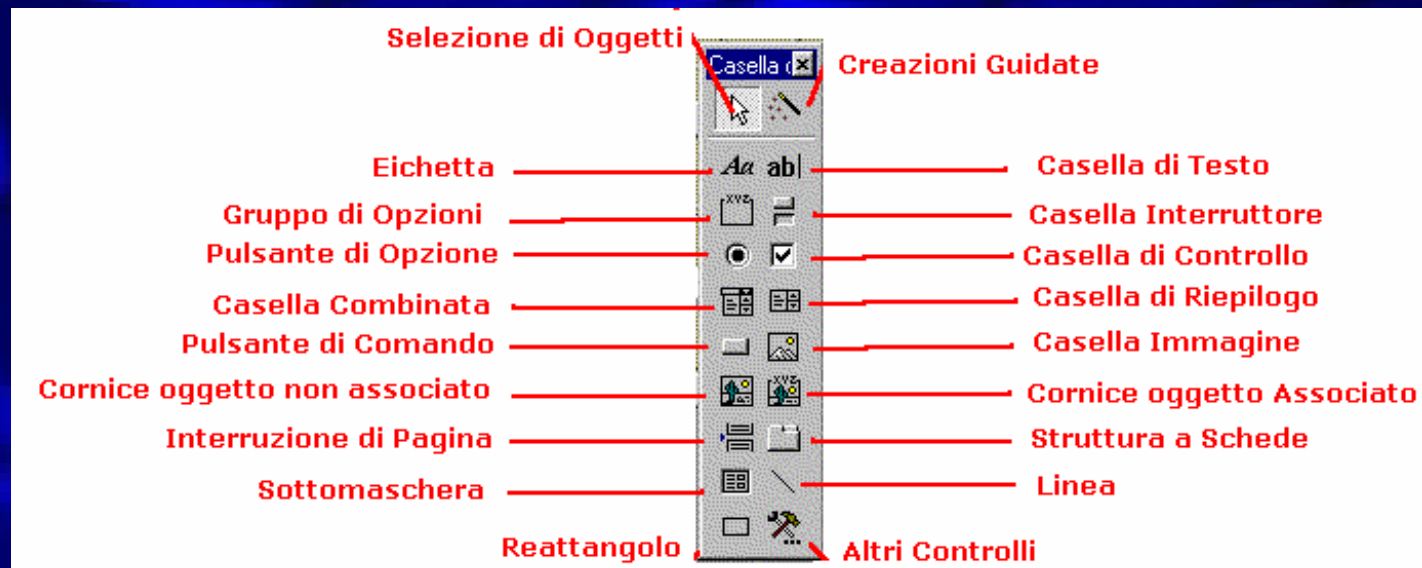 Selezione di Oggetti
Casella d
Creazioni Guidate
Eichetta
Aa
ab
Casella di Testo
Gruppo di Opzioni
XYZ
Casella Interruttore
Pulsante di Opzione
Casella di Controllo
Casella Combinata
Casella di Riepilogo
Pulsante di Comando
Casella Immagine
Cornice oggetto non associato
XYZ
Cornice oggetto Associato
Interruzione di Pagina
Struttura a Schede
Sottomaschera
Linea
Reattangolo
Altri Controlli